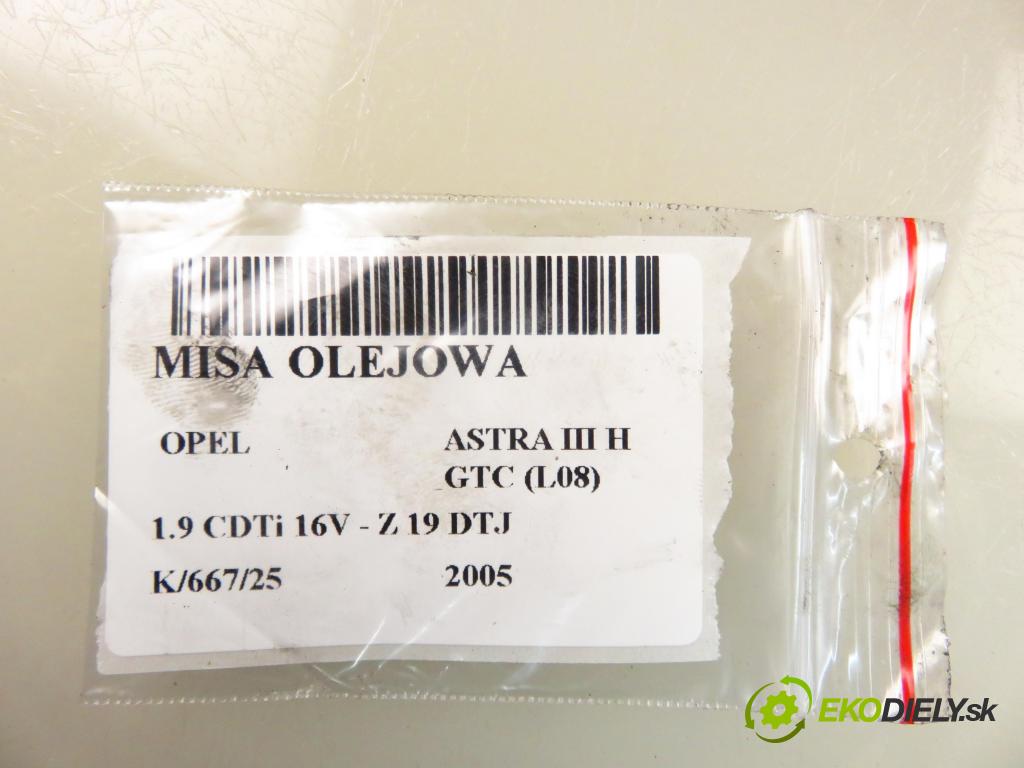 MISA OLEJOWA
OPEL ASTRA III H
GTC (L08)
1.9 CDTi 16V - Z 19 DTJ
K/667/25 2005
EKODIELY.sk